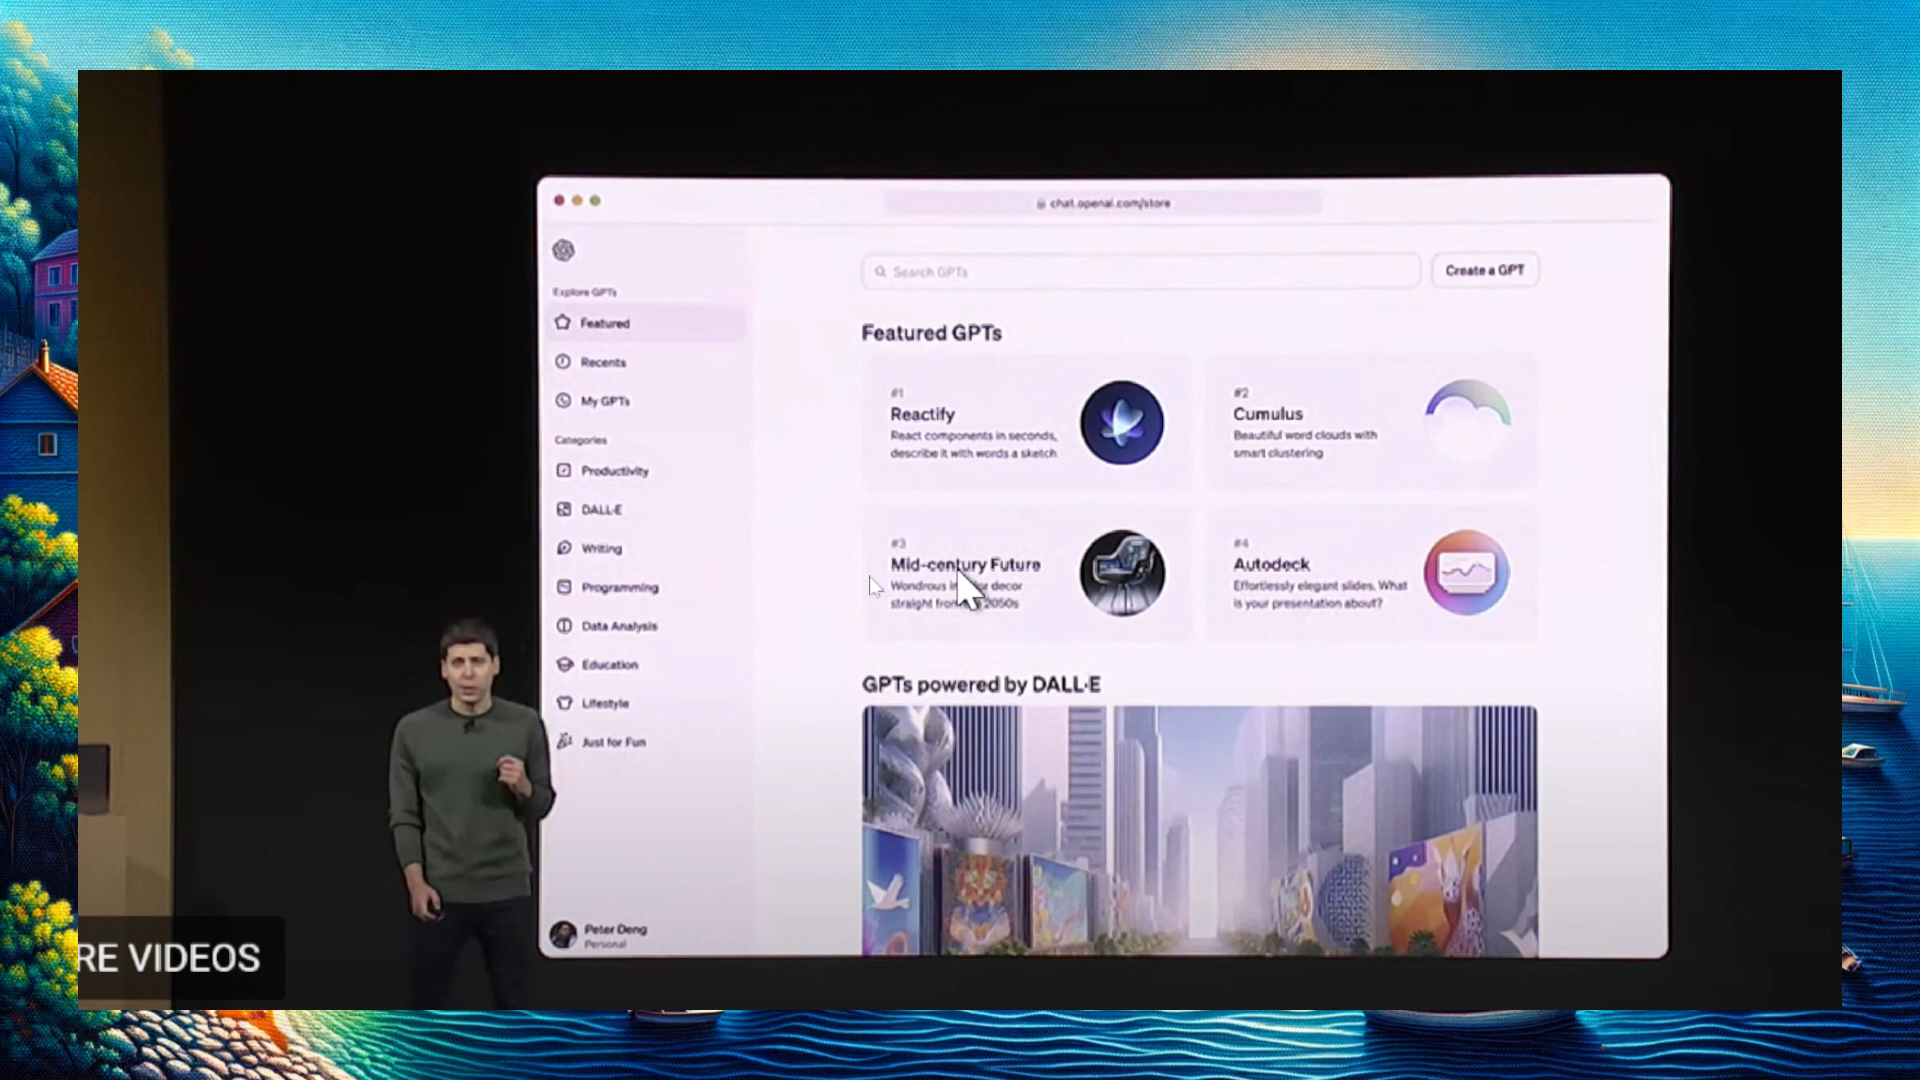 chat.openai.com/store
Search GPTs
Create a GPT
Explore GPTs
Featured
Recents
My GPTs
Categories
Productivity
DALL·E
Writing
Programming
Data Analysis
Education
Lifestyle
Just for Fun
Peter Deng
Personal
Featured GPTs
#1
Reactify
React components in seconds,
describe it with words a sketch
#2
Cumulus
Beautiful word clouds with
smart clustering
#3
Mid-century Future
Wondrous decor
straight 2050s
#4
Autodeck
Effortlessly elegant slides. What
is your presentation about?
GPTs powered by DALL·E
RE VIDEOS